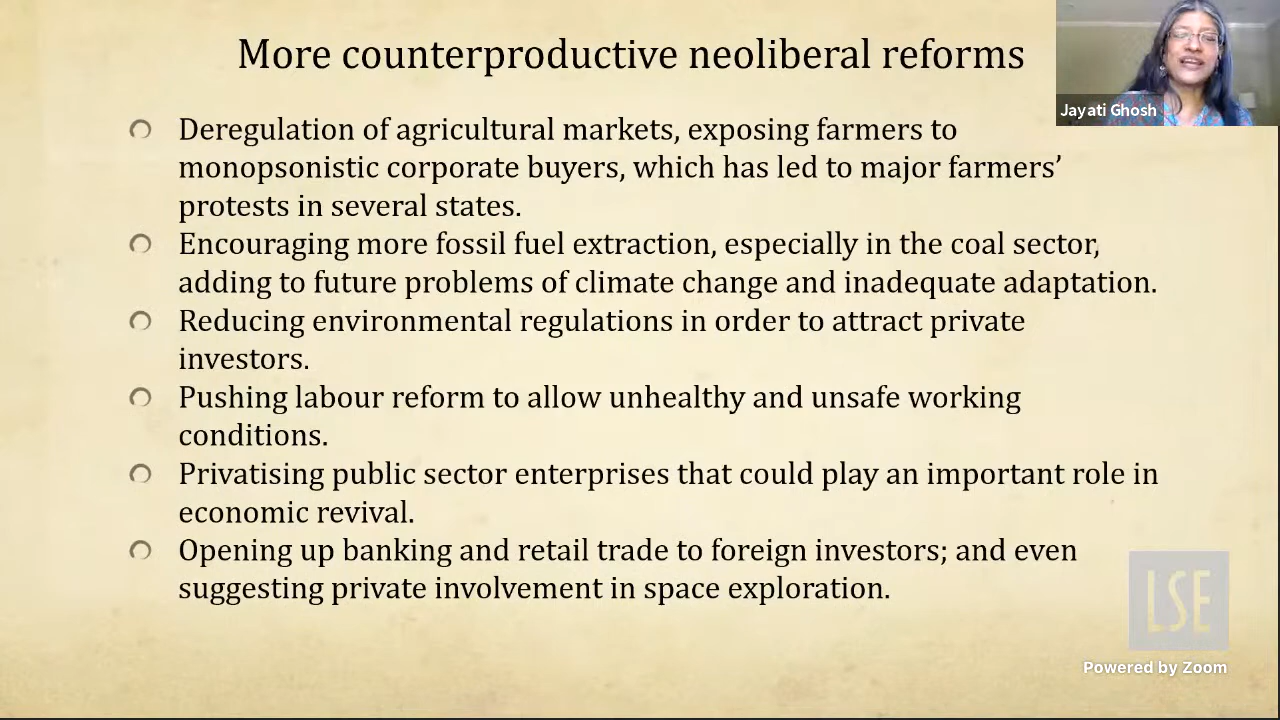 More counterproductive neoliberal reforms
Jayati Ghosh
Deregulation of agricultural markets, exposing farmers to
monopsonistic corporate buyers, which has led to major farmers’
protests in several states.
Encouraging more fossil fuel extraction, especially in the coal sector,
adding to future problems of climate change and inadequate adaptation.
Reducing environmental regulations in order to attract private
investors.
Pushing labour reform to allow unhealthy and unsafe working
conditions.
Privatising public sector enterprises that could play an important role in
economic revival.
Opening up banking and retail trade to foreign investors; and even
suggesting private involvement in space exploration.
LSE
Powered by Zoom